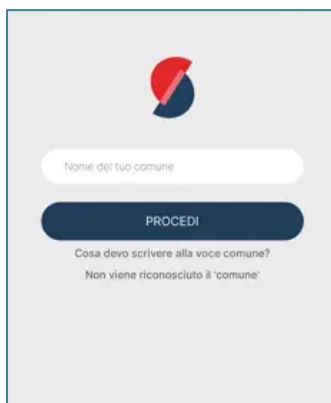 Nome del tuo comune
PROCEDI
Cosa devo scrivere alla voce comune?
Non viene riconosciuto il 'comune'